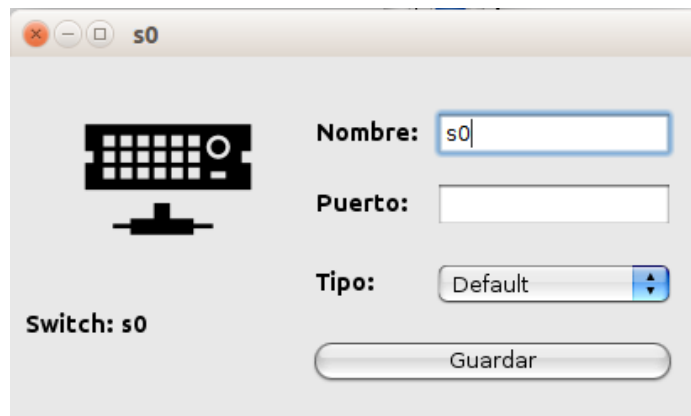 s0
Nombre: s0
Puerto:
Tipo: Default
Switch: s0
Guardar